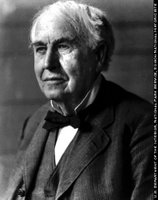 U.S. DEPARTMENT OF THE INTERIOR, NATIONAL PARK SERVICE, EDISON NATIONAL HISTORIC SITE